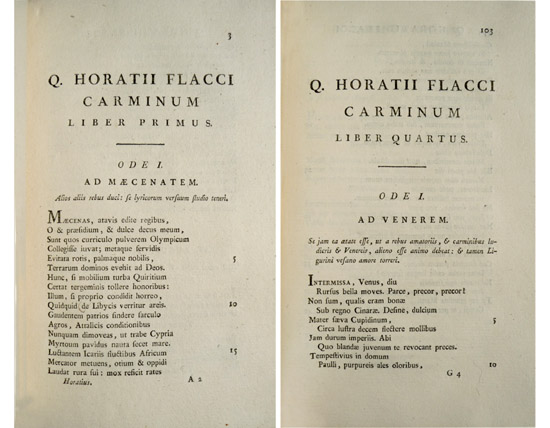 3
Q. HORATII FLACCI
CARMINUM
LIBER PRIMUS.
ODE I.
AD MÆCENATEM.
Alios aliis rebus duci: se lyricorum versuum studio teneri.
MÆCENAS, atavis edite regibus,
O & præsidium, & dulce decus meum,
Sunt quos curriculo pulverem Olympicum
Collegisse juvat; metaque fervidis
Evitata rotis, palmaque nobilis,
5
Terrarum dominos evehit ad Deos.
Hunc, si mobilium turba Quiritium
Certat tergeminis tollere honoribus:
Illum, si proprio condidit horreo,
Quidquid de Libycis verritur areis.
10
Gaudentem patrios findere sarculo
Agros, Attalicis conditionibus
Nunquam dimoveas, ut trabe Cypria
Myrtoum pavidus nauta secet mare.
Luctantem Icariis fluctibus Africum
15
Mercator metuens, otium & oppidi
Laudat rura sui: mox reficit rates
Horatius.
A 2
103
Q. HORATII FLACCI
CARMINUM
LIBER QUARTUS.
ODE I.
AD VENEREM.
Se jam ea ætate esse, ut a rebus amatoriis, & carminibus ludicris & Venereis, alieno esse animo debeat: & tamen Ligurini vesano amore torreri.
INTERMISSA, Venus, diu
Rursus bella moves. Parce, precor, precor!
Non sum, qualis eram bonæ
Sub regno Cinaræ. Desine, dulcium
Mater sæva Cupidinum,
5
Circa lustra decem flectere mollibus
Jam durum imperiis. Abi
Quo blandæ juvenum te revocant preces.
Tempestivius in domum
Paulli, purpureis ales oloribus,
10
G 4